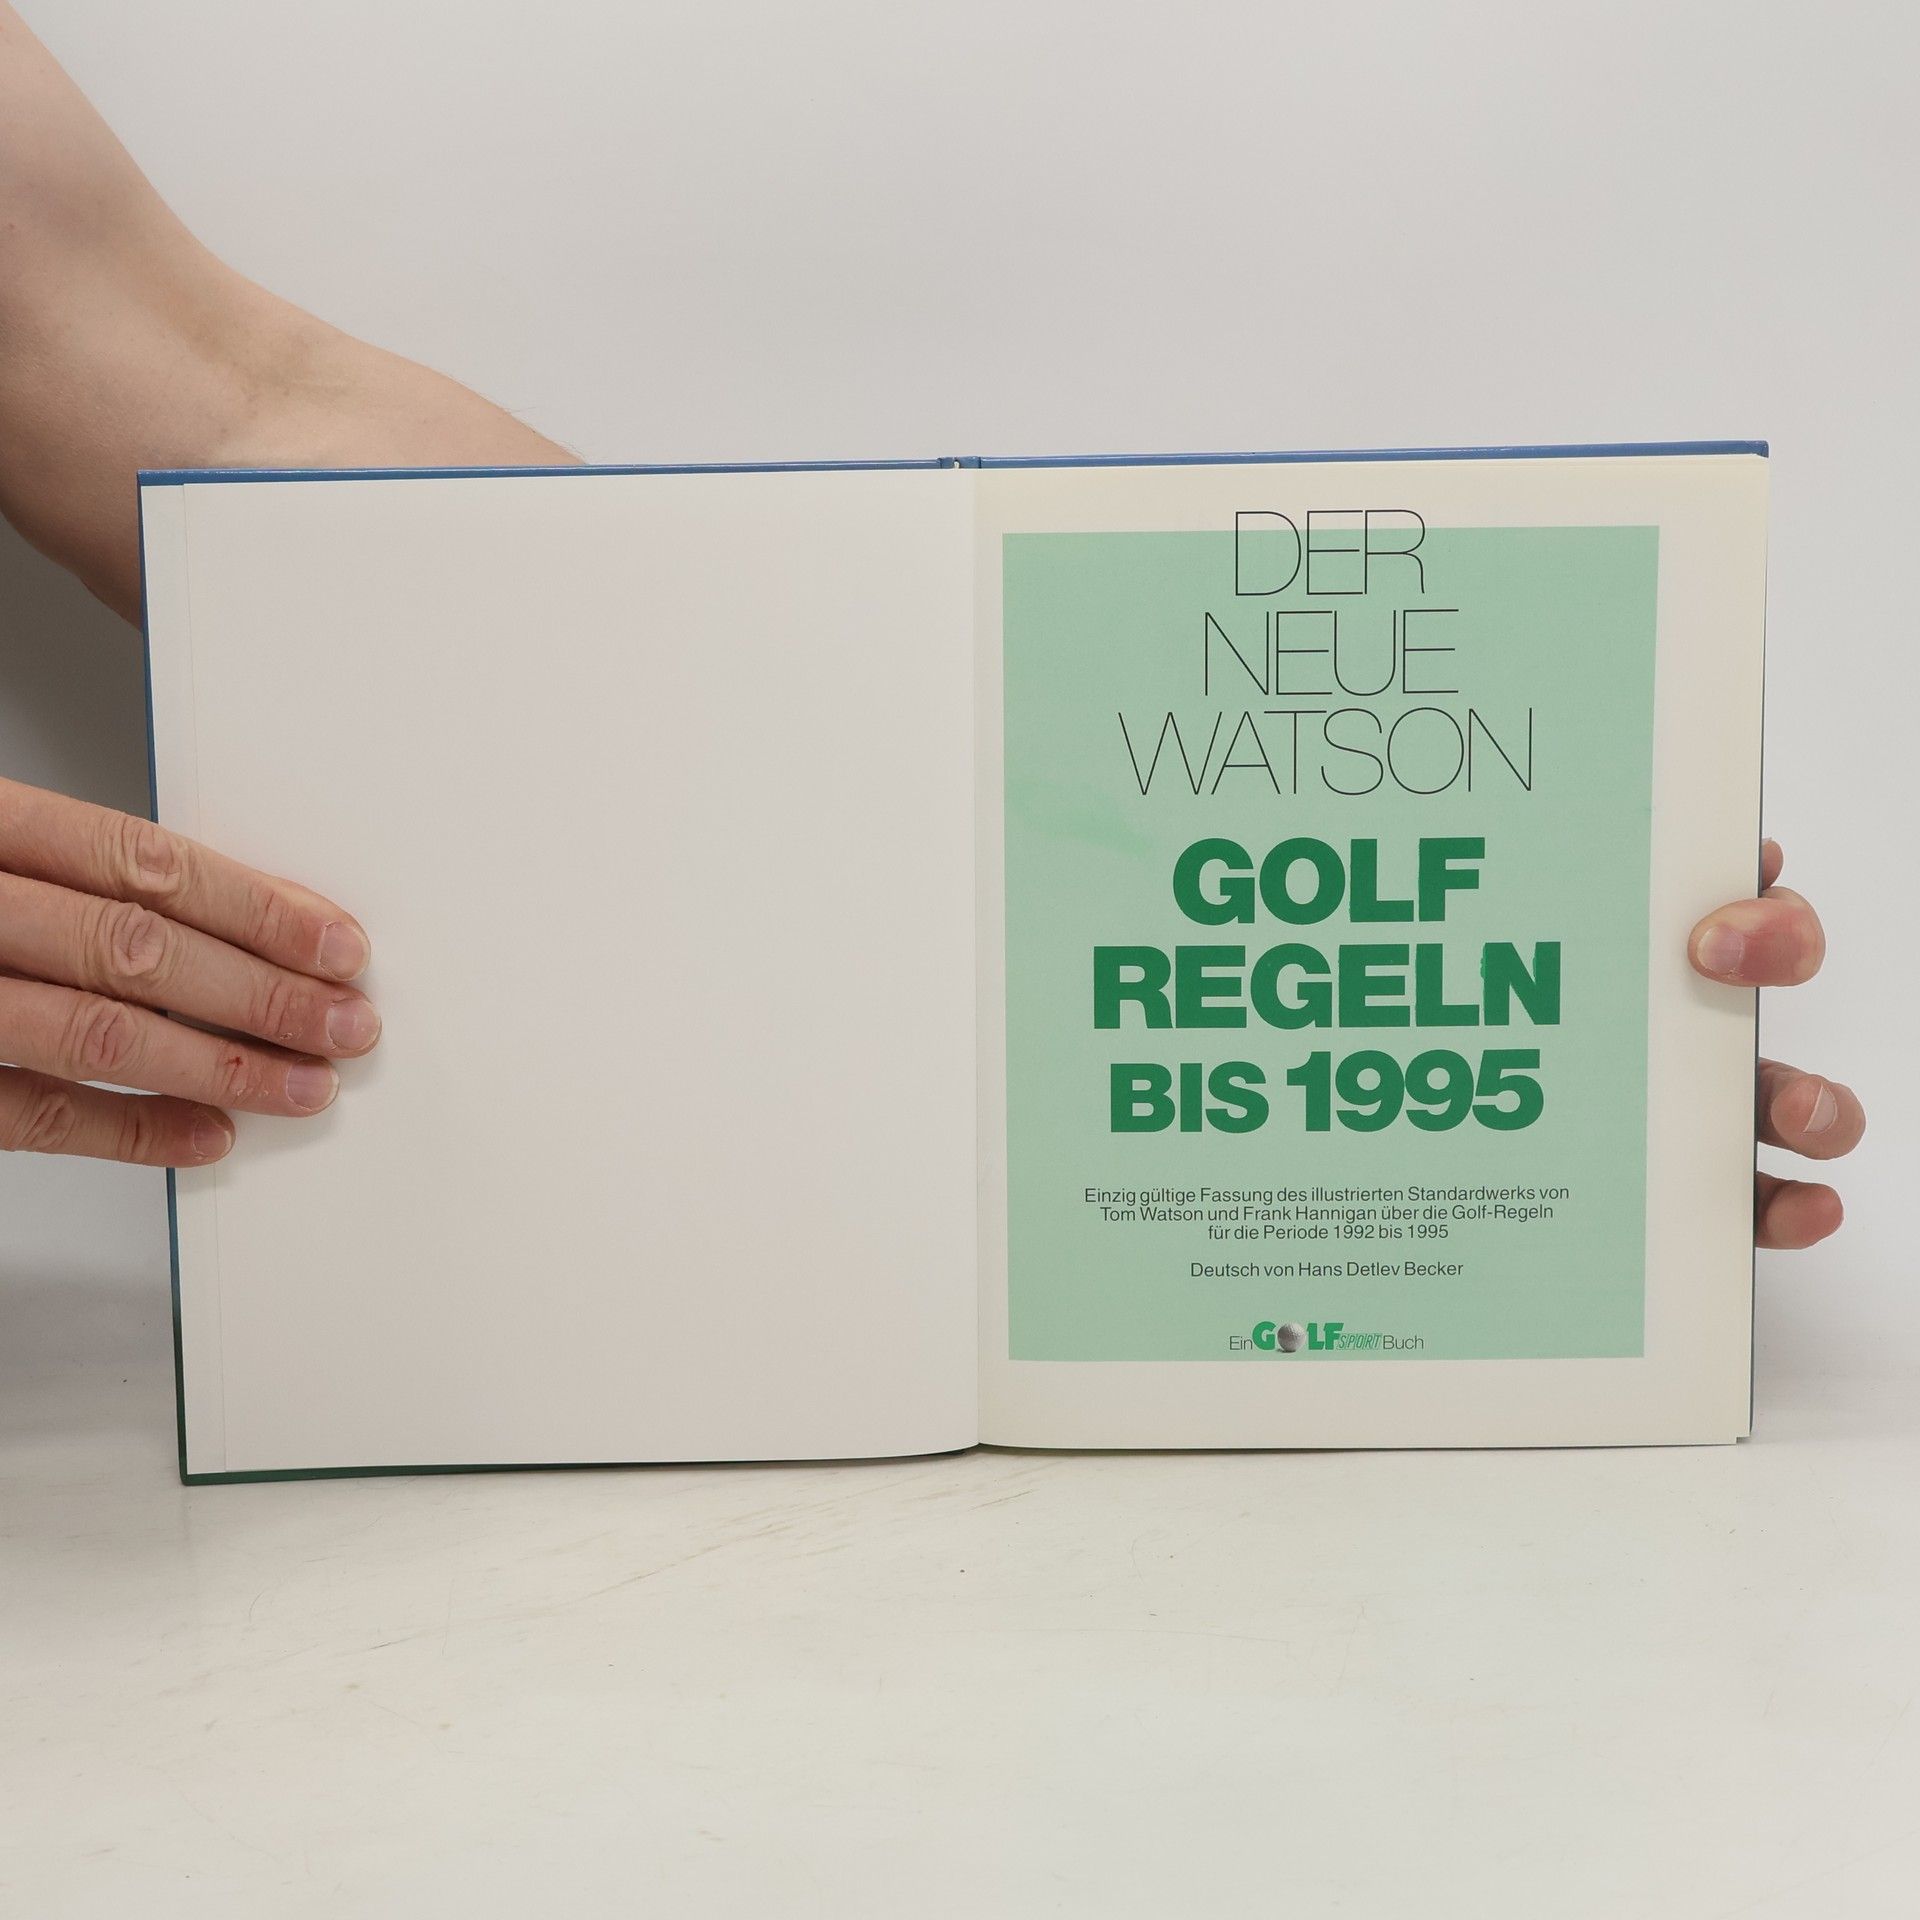 DER
NEUE
WATSON
GOLF
REGELN
BIS 1995
Einzig gültige Fassung des illustrierten Standardwerks von
Tom Watson und Frank Hannigan über die Golf-Regeln
für die Periode 1992 bis 1995
Deutsch von Hans Detlev Becker
Ein GOLF SPORT Buch